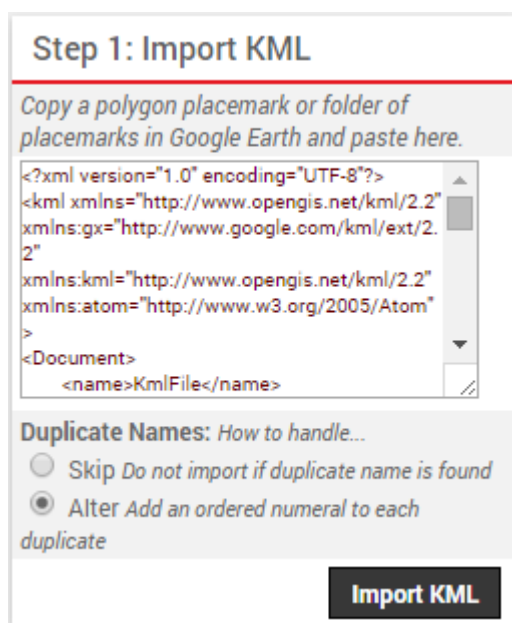 Step 1: Import KML
Copy a polygon placemark or folder of
placemarks in Google Earth and paste here.
<?xml version="1.0" encoding="UTF-8"?>
<kml xmlns="http://www.opengis.net/kml/2.2"
xmlns:gx="http://www.google.com/kml/ext/2.
2"
xmlns:kml="http://www.opengis.net/kml/2.2"
xmlns:atom="http://www.w3.org/2005/Atom"
>
<Document>
<name>KmlFile</name>
Duplicate Names: How to handle...
Skip Do not import if duplicate name is found
Alter Add an ordered numeral to each
duplicate
Import KML